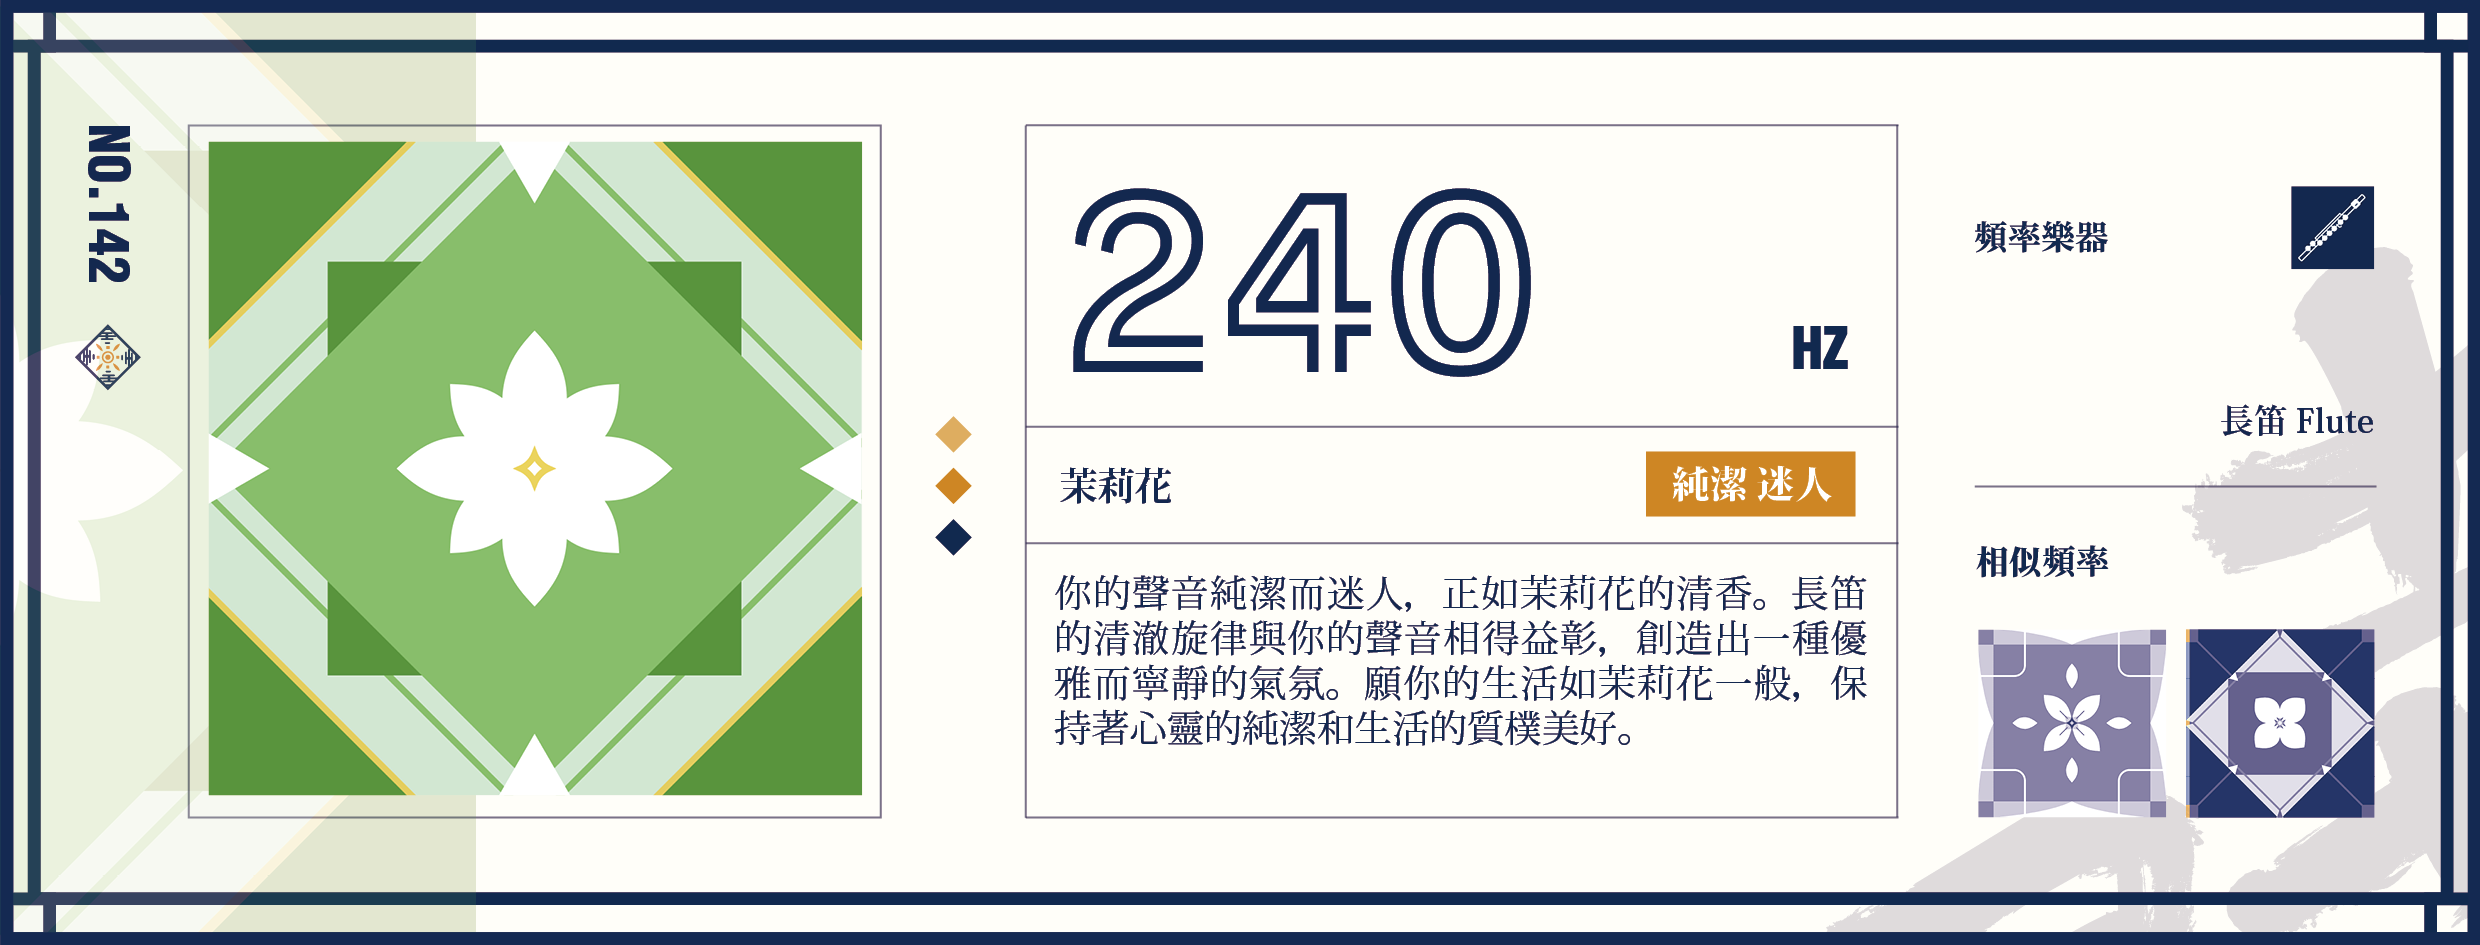 NO.142
240
HZ
茉莉花
純潔 迷人
你的聲音純潔而迷人，正如茉莉花的清香。長笛
的清澈旋律與你的聲音相得益彰，創造出一種優
雅而寧靜的氣氛。願你的生活如茉莉花一般，保
持著心靈的純潔和生活的質樸美好。
頻率樂器
長笛 Flute
相似頻率